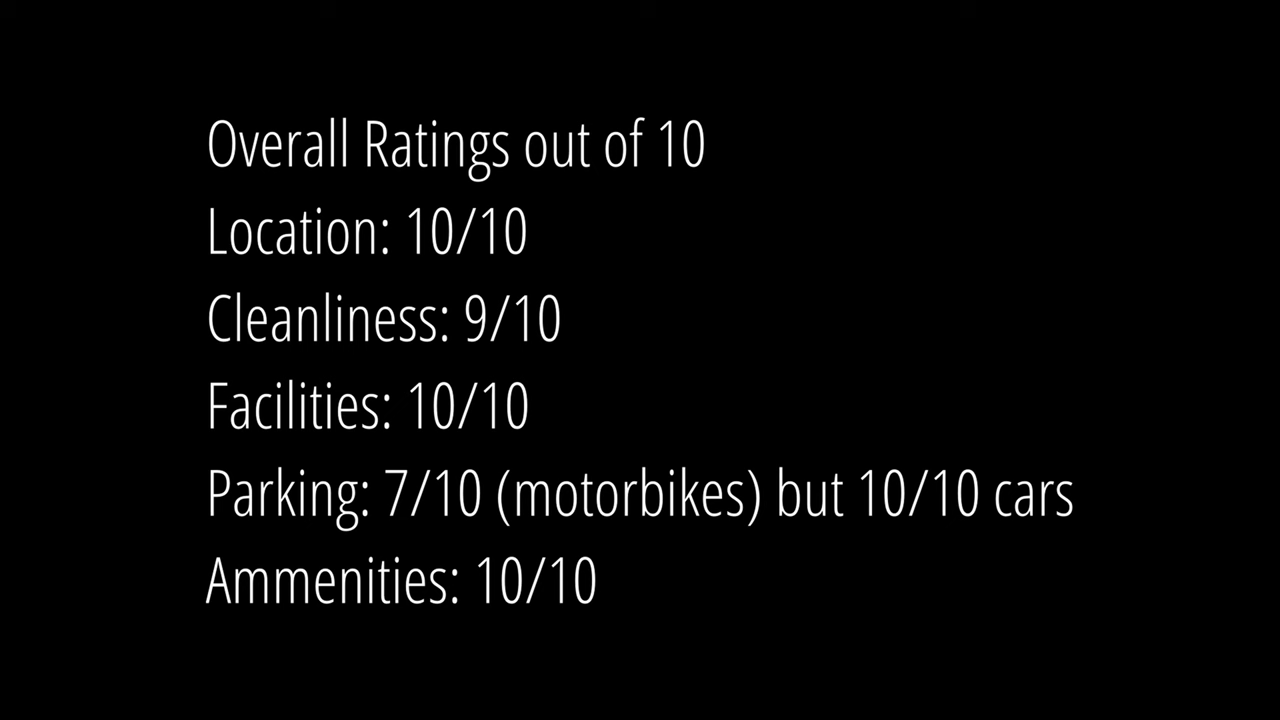 Overall Ratings out of 10
Location: 10/10
Cleanliness: 9/10
Facilities: 10/10
Parking: 7/10 (motorbikes) but 10/10 cars
Ammenities: 10/10